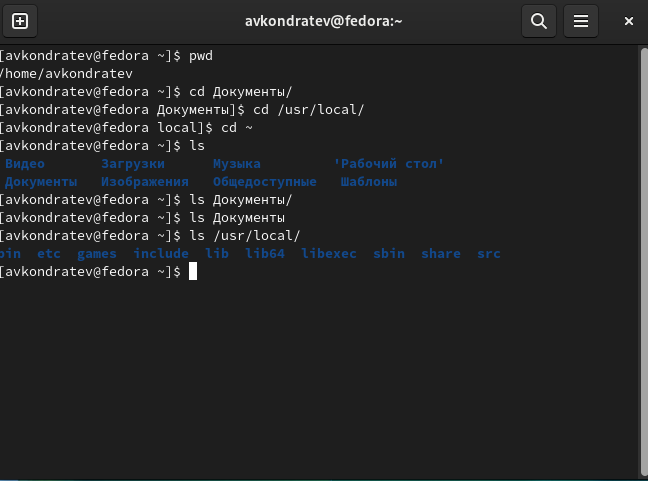 avkondratev@fedora:~
[avkondratev@fedora ~]$ pwd
/home/avkondratev
[avkondratev@fedora ~]$ cd Документы/
[avkondratev@fedora Документы]$ cd /usr/local/
[avkondratev@fedora local]$ cd ~
[avkondratev@fedora ~]$ ls
Видео Загрузки Музыка 'Рабочий стол'
Документы Изображения Общедоступные Шаблоны
[avkondratev@fedora ~]$ ls Документы/
[avkondratev@fedora ~]$ ls Документы
[avkondratev@fedora ~]$ ls /usr/local/
bin etc games include lib lib64 libexec sbin share src
[avkondratev@fedora ~]$